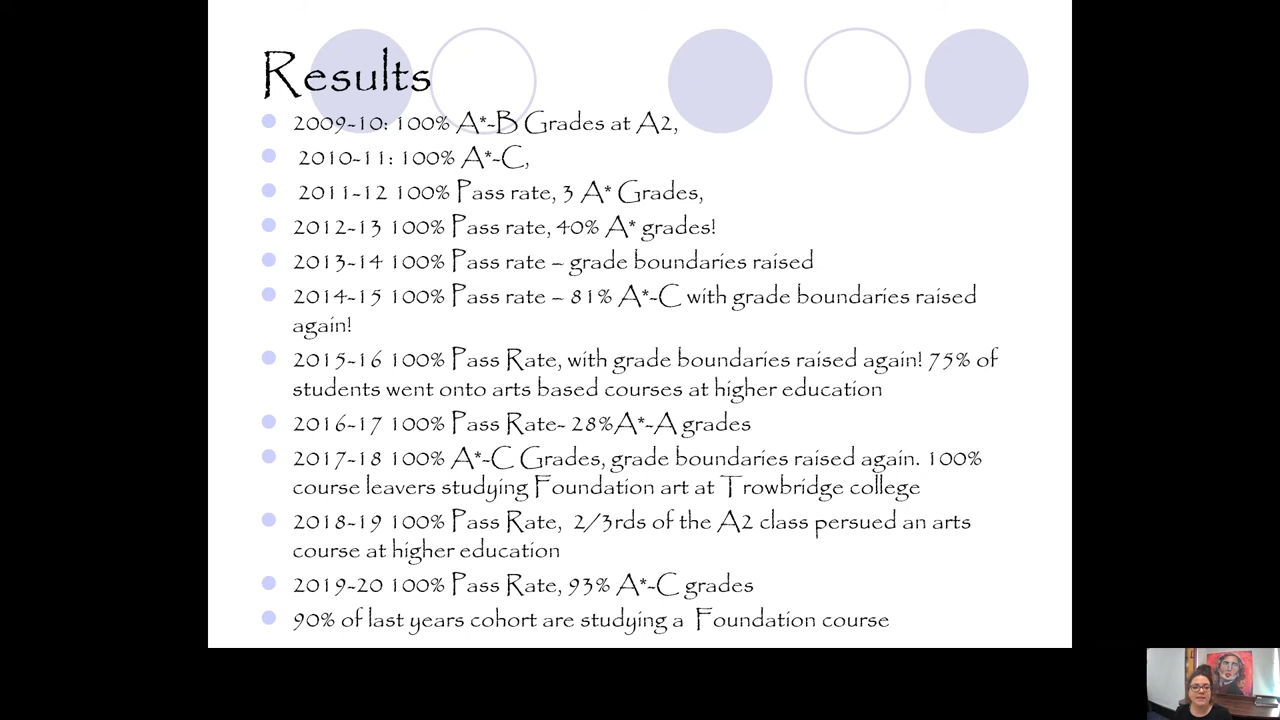 Results
2009-10: 100% A*-B Grades at A2,
2010-11: 100% A*-C,
2011-12 100% Pass rate, 3 A* Grades,
2012-13 100% Pass rate, 40% A* grades!
2013-14 100% Pass rate – grade boundaries raised
2014-15 100% Pass rate – 81% A*-C with grade boundaries raised
again!
2015-16 100% Pass Rate, with grade boundaries raised again! 75% of
students went onto arts based courses at higher education
2016-17 100% Pass Rate- 28%A*-A grades
2017-18 100% A*-C Grades, grade boundaries raised again. 100%
course leavers studying Foundation art at Trowbridge college
2018-19 100% Pass Rate, 2/3rds of the A2 class persued an arts
course at higher education
2019-20 100% Pass Rate, 93% A*-C grades
90% of last years cohort are studying a Foundation course